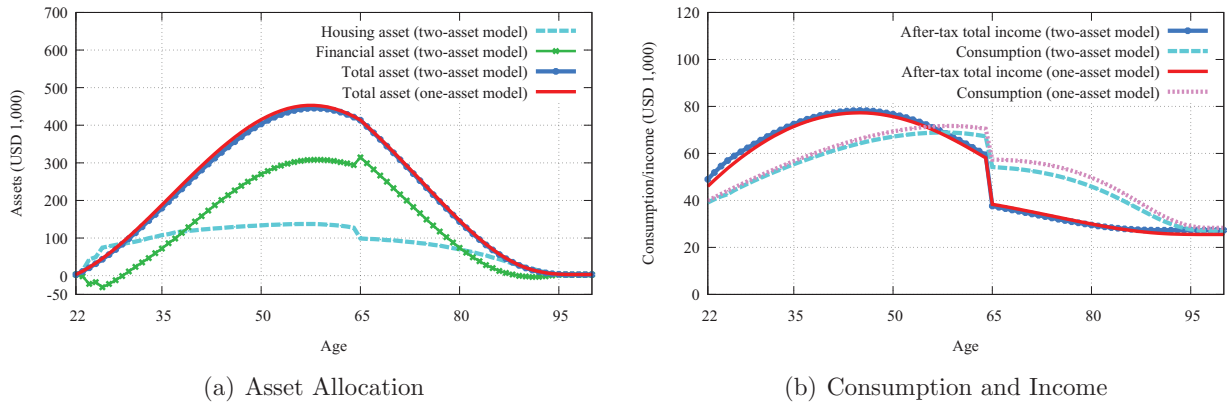 700
600
500
400
300
200
100
0
-50
Assets (USD 1,000)
Housing asset (two-asset model)
Financial asset (two-asset model)
Total asset (two-asset model)
Total asset (one-asset model)
22 35 50 65 80 95
Age
(a) Asset Allocation
120
100
80
60
40
20
0
Consumption/income (USD 1,000)
After-tax total income (two-asset model)
Consumption (two-asset model)
After-tax total income (one-asset model)
Consumption (one-asset model)
22 35 50 65 80 95
Age
(b) Consumption and Income